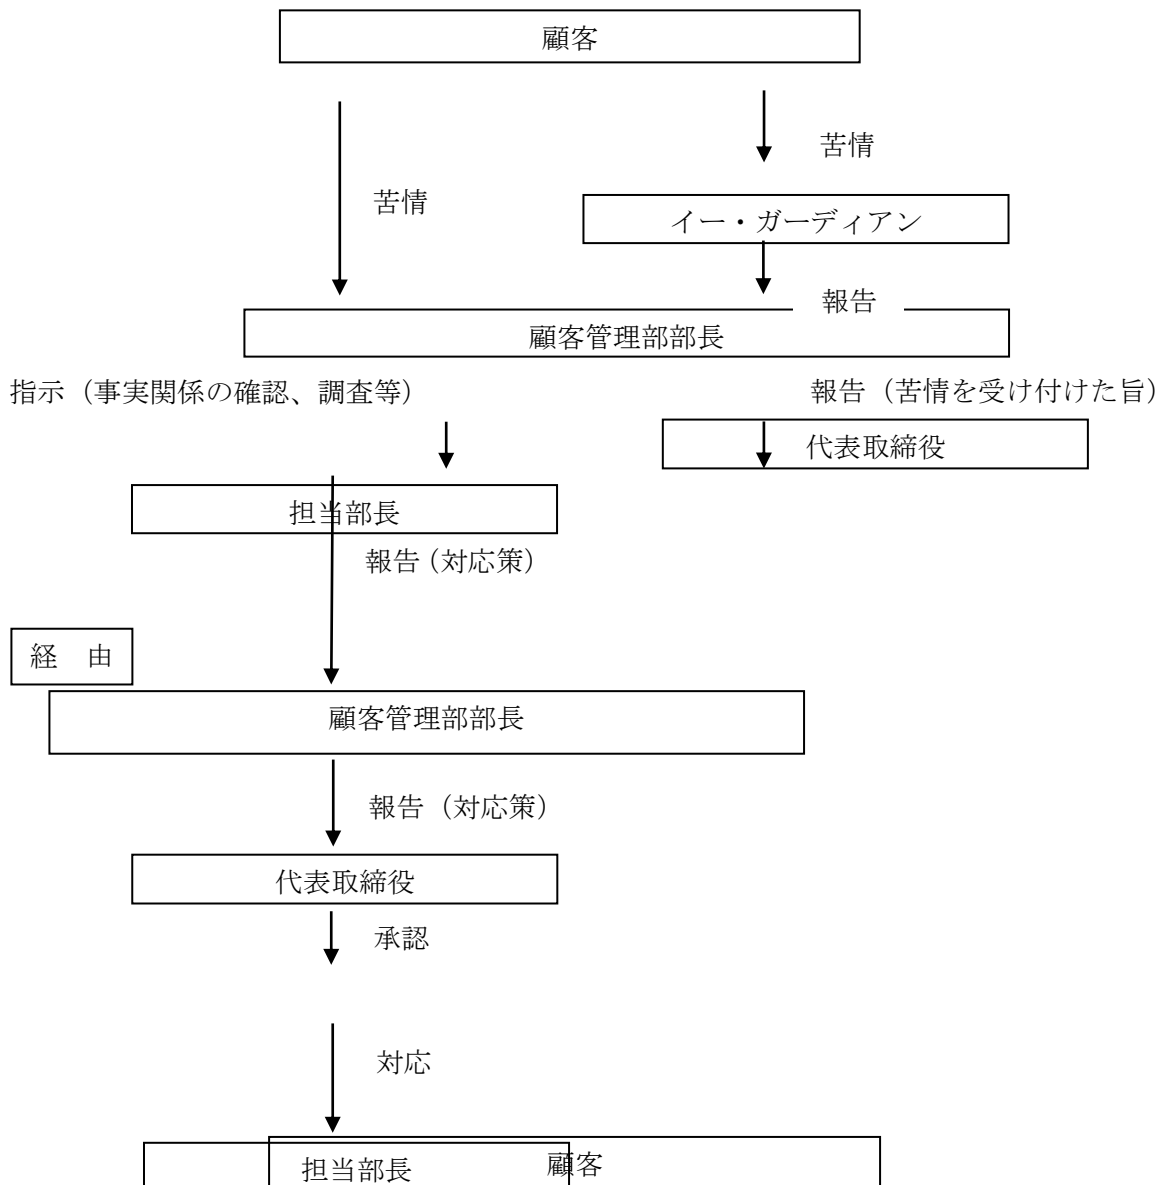 顧客
苦情
苦情
イー・ガーディアン
報告
顧客管理部部長
指示（事実関係の確認、調査等）
報告（苦情を受け付けた旨）
代表取締役
担当部長
報告（対応策）
経　由
顧客管理部部長
報告（対応策）
代表取締役
承認
対応
担当部長
顧客